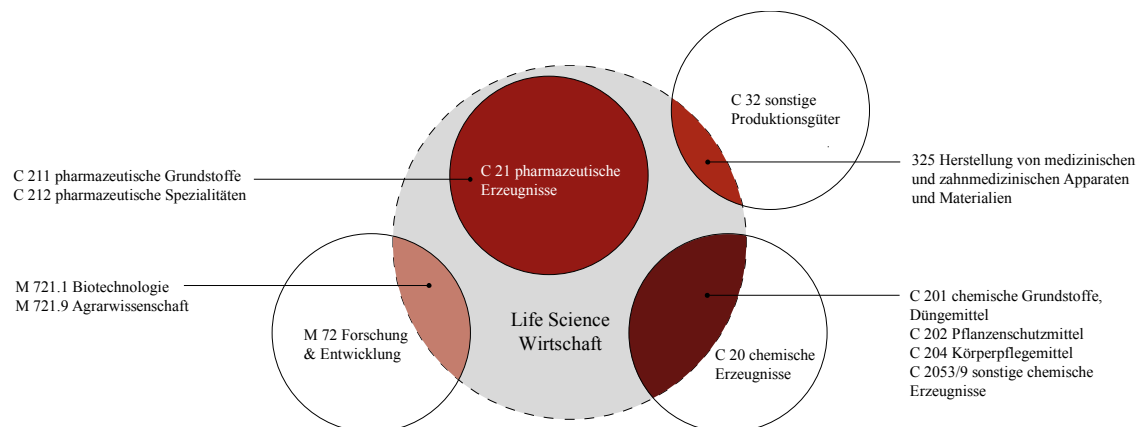 C 32 sonstige
Produktionsgüter
C 211 pharmazeutische Grundstoffe
C 212 pharmazeutische Spezialitäten
C 21 pharmazeutische
Erzeugnisse
325 Herstellung von medizinischen
und zahnmedizinischen Apparaten
und Materialien
M 721.1 Biotechnologie
M 721.9 Agrarwissenschaft
M 72 Forschung
& Entwicklung
Life Science
Wirtschaft
C 20 chemische
Erzeugnisse
C 201 chemische Grundstoffe,
Düngemittel
C 202 Pflanzenschutzmittel
C 204 Körperpflegemittel
C 2053/9 sonstige chemische
Erzeugnisse